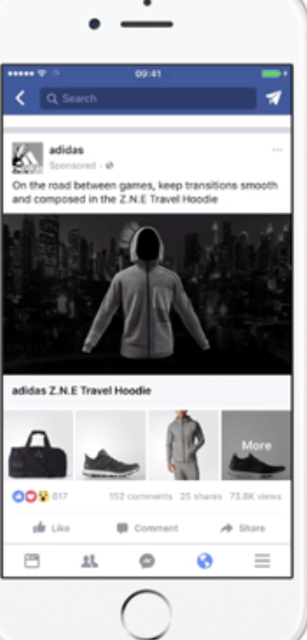 09:41
Search
adidas
Sponsored ·
On the road between games, keep transitions smooth
and composed in the Z.N.E Travel Hoodie
adidas Z.N.E Travel Hoodie
More
617
152 comments 25 shares 73.8K views
Like
Comment
Share